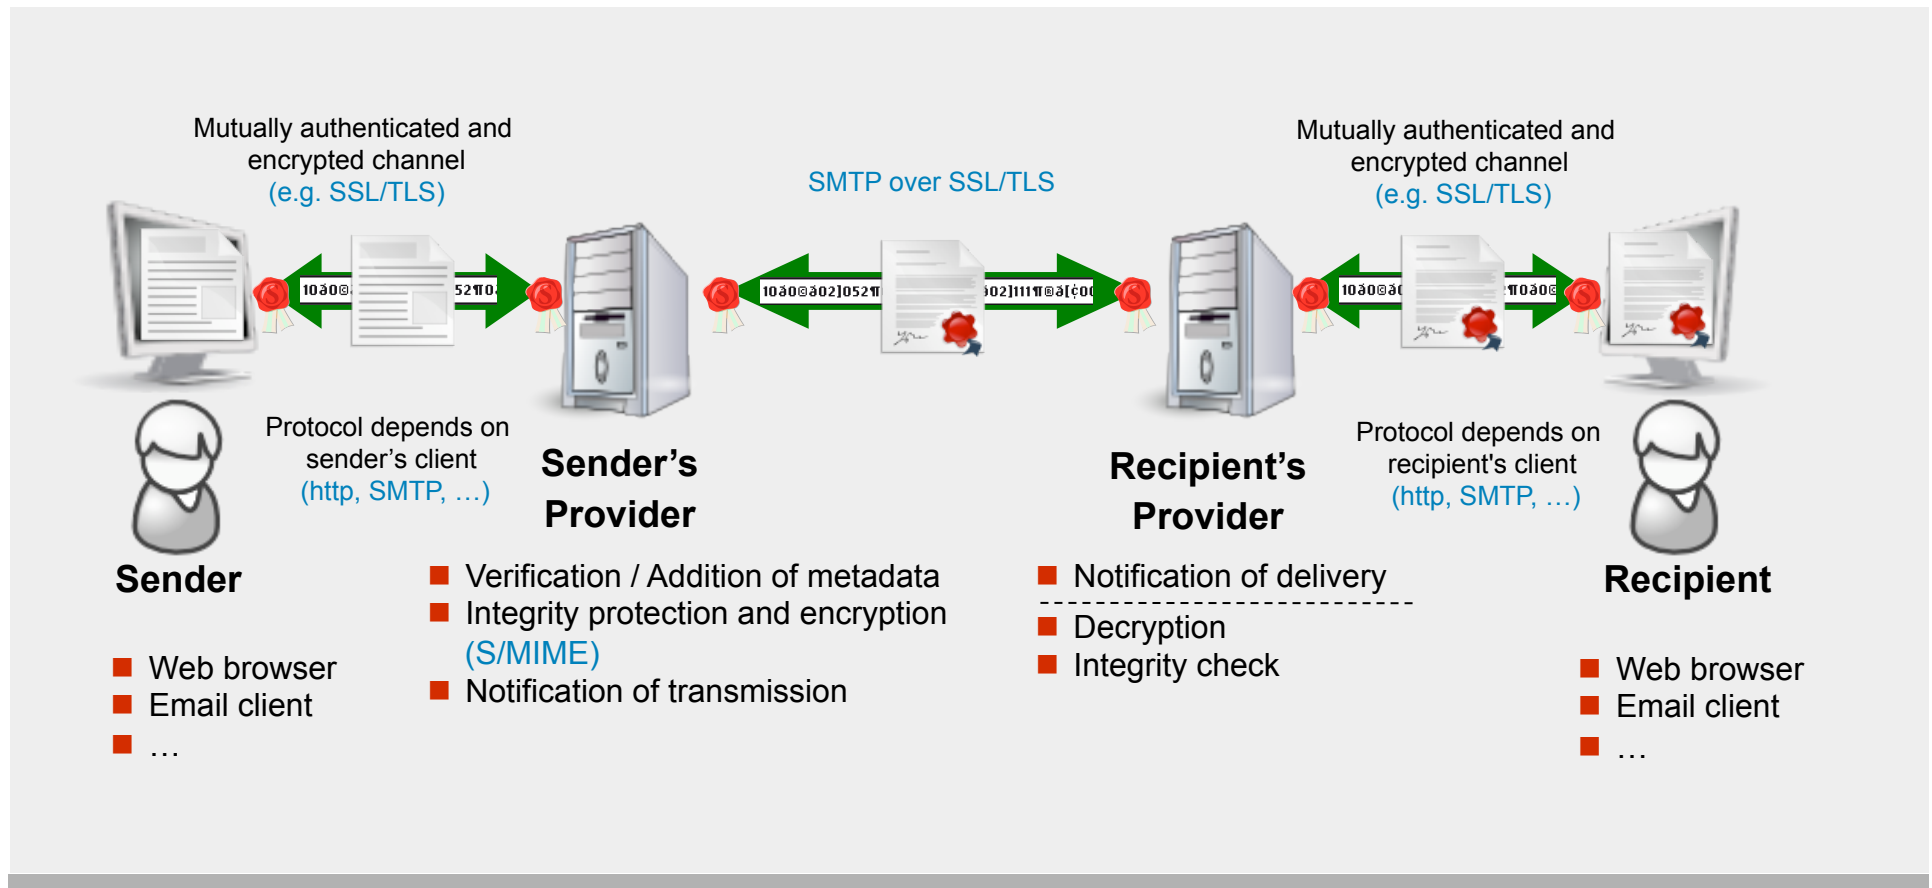 Mutually authenticated and
encrypted channel
(e.g. SSL/TLS)
SMTP over SSL/TLS
Mutually authenticated and
encrypted channel
(e.g. SSL/TLS)
Protocol depends on
sender’s client
(http, SMTP, …)
Protocol depends on
recipient's client
(http, SMTP, …)
Sender
Web browser
Email client
…
Sender’s
Provider
Verification / Addition of metadata
Integrity protection and encryption
(S/MIME)
Notification of transmission
Recipient’s
Provider
Notification of delivery
Decryption
Integrity check
Recipient
Web browser
Email client
…